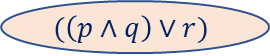 ((p ∧ q) ∨ r)